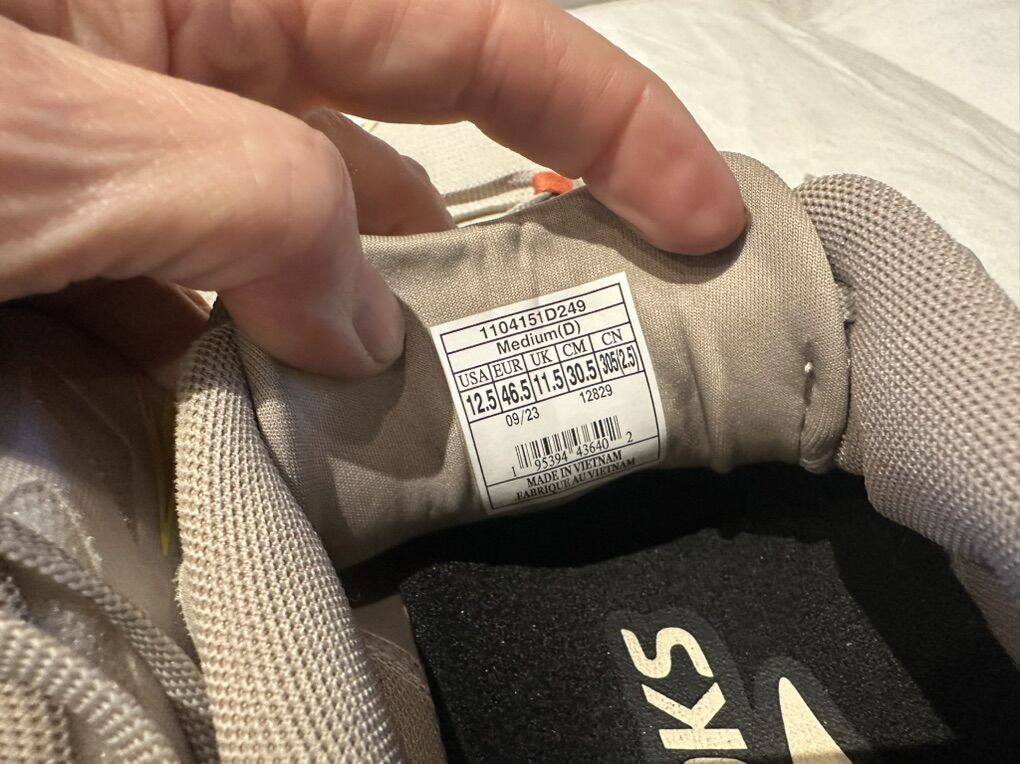 1104151D249
Medium(D)
USA EUR UK CM CN
12.5 46.5 11.5 30.5 305(2.5)
09/23 12829
1 95394 43640 2
MADE IN VIETNAM
FABRIQUE AU VIETNAM
OKS